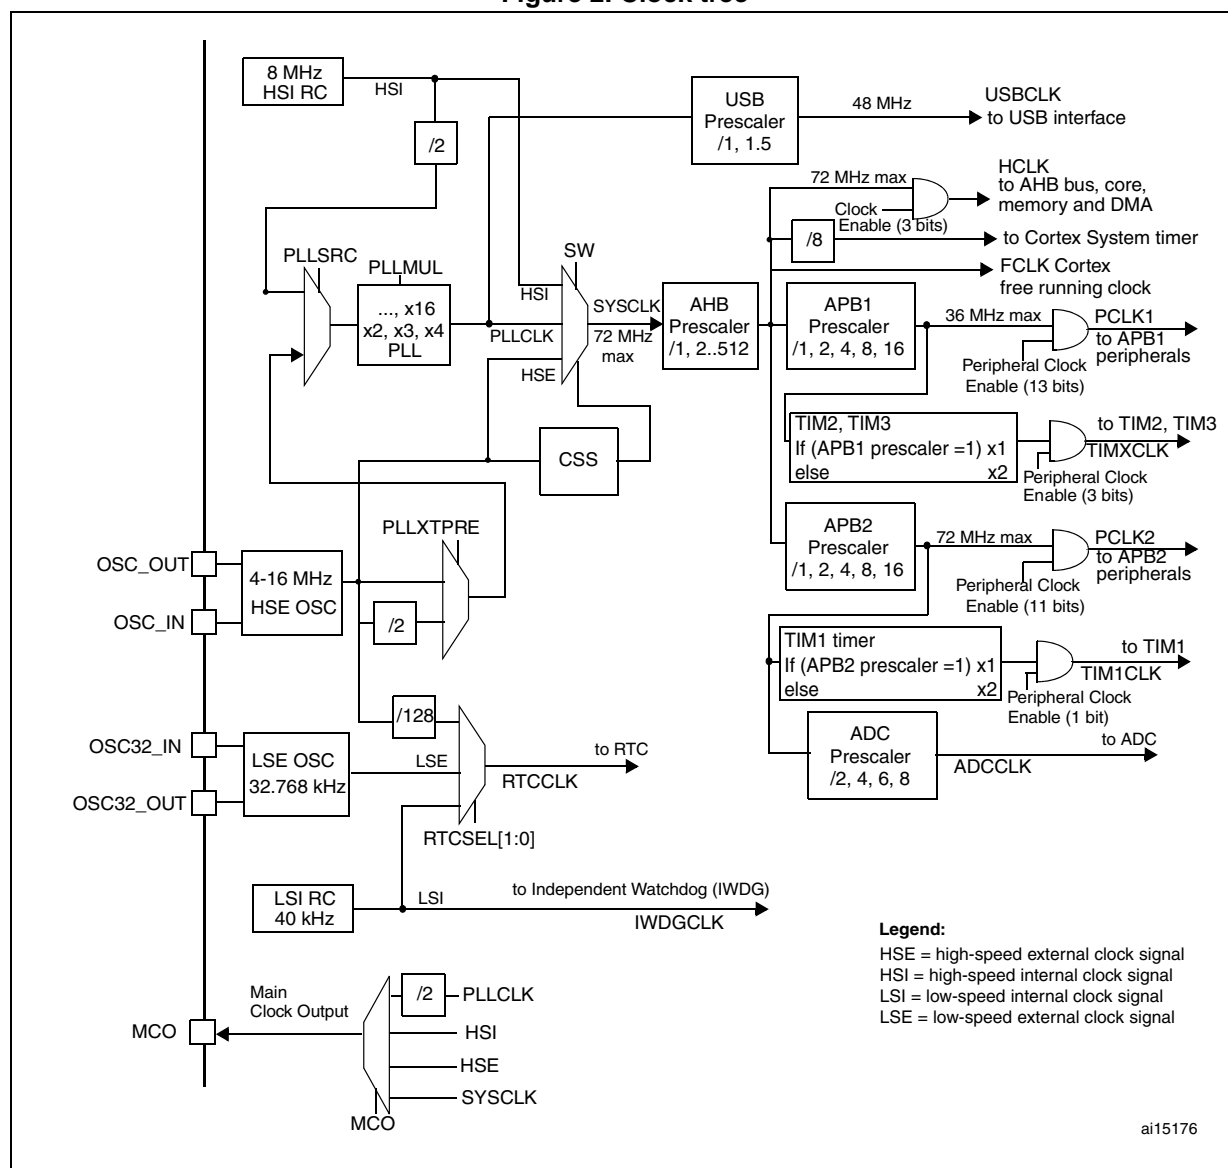 8 MHz
HSI RC
HSI
/2
USB
Prescaler
/1, 1.5
48 MHz
USBCLK
to USB interface
72 MHz max
Clock
Enable (3 bits)
HCLK
to AHB bus, core,
memory and DMA
/8
to Cortex System timer
FCLK Cortex
free running clock
PLLSRC
PLLMUL
..., x16
x2, x3, x4
PLL
SW
HSI
PLLCLK
HSE
SYSCLK
72 MHz
max
AHB
Prescaler
/1, 2..512
APB1
Prescaler
/1, 2, 4, 8, 16
36 MHz max
PCLK1
to APB1
peripherals
Peripheral Clock
Enable (13 bits)
TIM2, TIM3
If (APB1 prescaler =1) x1
else x2
to TIM2, TIM3
TIMXCLK
Peripheral Clock
Enable (3 bits)
CSS
PLLXTPRE
OSC_OUT
OSC_IN
4-16 MHz
HSE OSC
/2
APB2
Prescaler
/1, 2, 4, 8, 16
72 MHz max
PCLK2
to APB2
peripherals
Peripheral Clock
Enable (11 bits)
TIM1 timer
If (APB2 prescaler =1) x1
else x2
to TIM1
TIM1CLK
Peripheral Clock
Enable (1 bit)
/128
OSC32_IN
OSC32_OUT
LSE OSC
32.768 kHz
LSE
to RTC
RTCCLK
RTCSEL[1:0]
ADC
Prescaler
/2, 4, 6, 8
to ADC
ADCCLK
LSI RC
40 kHz
LSI
to Independent Watchdog (IWDG)
IWDGCLK
Legend:
HSE = high-speed external clock signal
HSI = high-speed internal clock signal
LSI = low-speed internal clock signal
LSE = low-speed external clock signal
Main
Clock Output
MCO
/2
PLLCLK
HSI
HSE
SYSCLK
MCO
ai15176